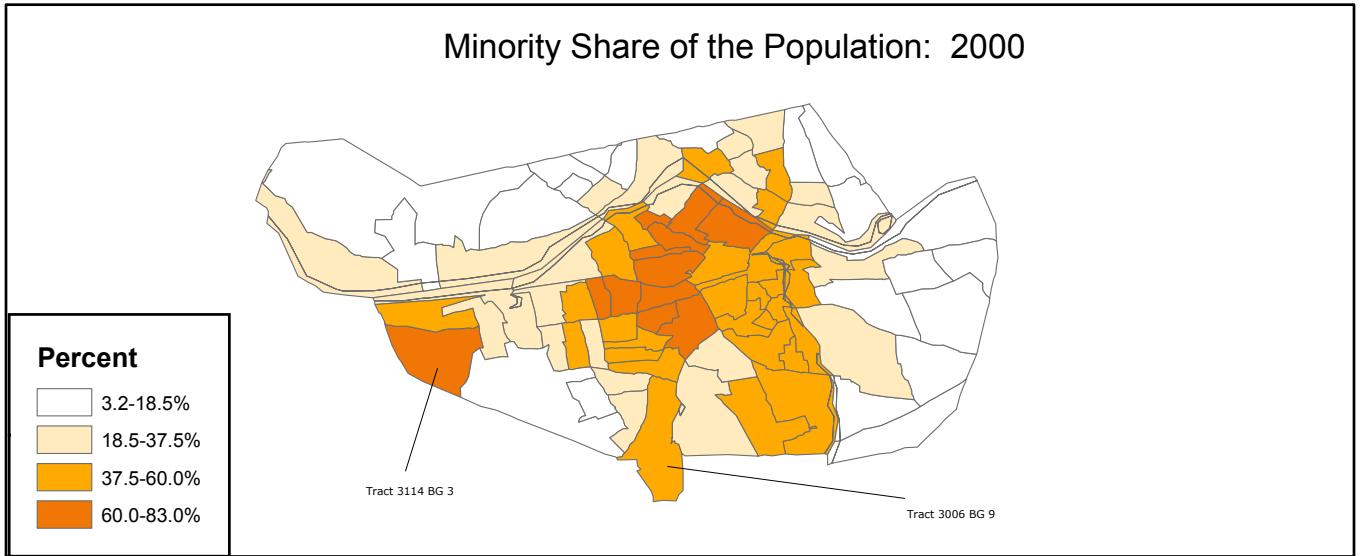 Minority Share of the Population:  2000
Percent
3.2-18.5%
18.5-37.5%
37.5-60.0%
60.0-83.0%
Tract 3114 BG 3
Tract 3006 BG 9